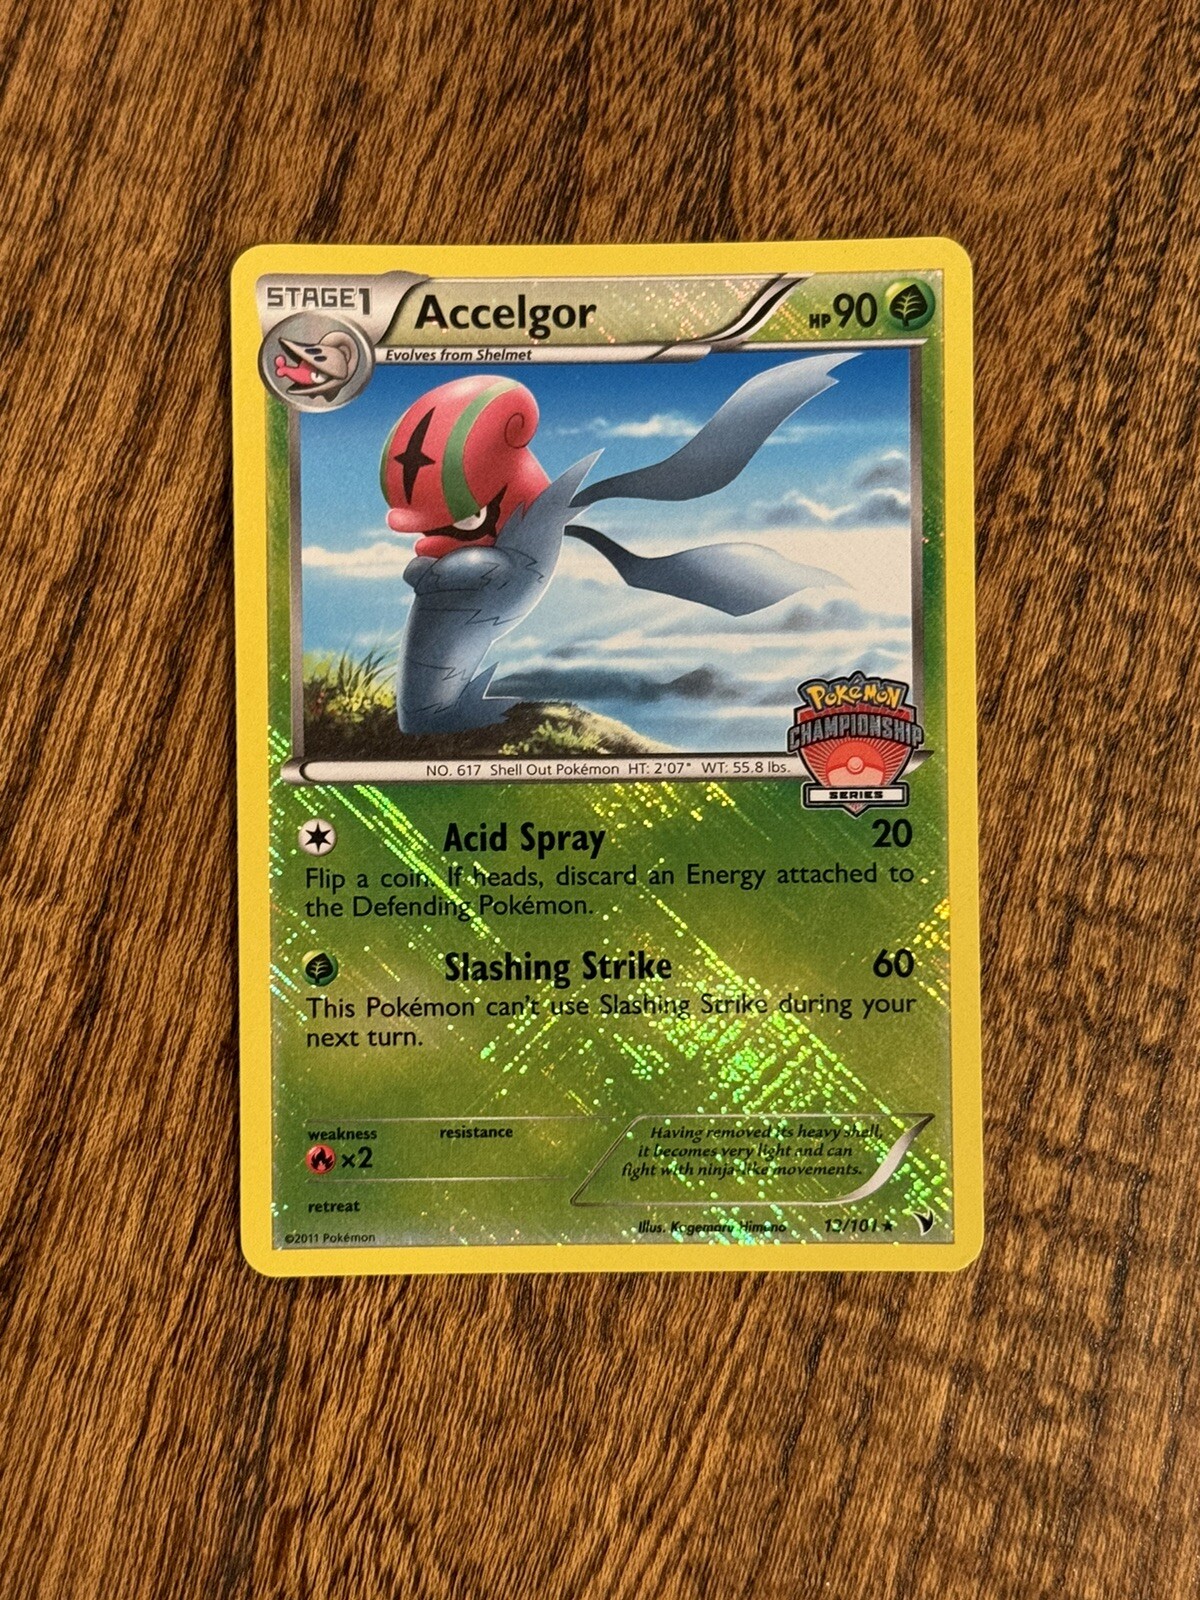 STAGE1
Accelgor
HP 90
Evolves from Shelmet
POKéMON
CHAMPIONSHIP
SERIES
NO. 617 Shell Out Pokémon HT: 2'07" WT: 55.8 lbs.
Acid Spray 20
Flip a coin. If heads, discard an Energy attached to
the Defending Pokémon.
Slashing Strike 60
This Pokémon can't use Slashing Strike during your
next turn.
weakness resistance
×2
retreat
Having removed its heavy shell,
it becomes very light and can
fight with ninja-like movements.
Illus. Kagemaru Himeno 13/101 ★
©2011 Pokémon